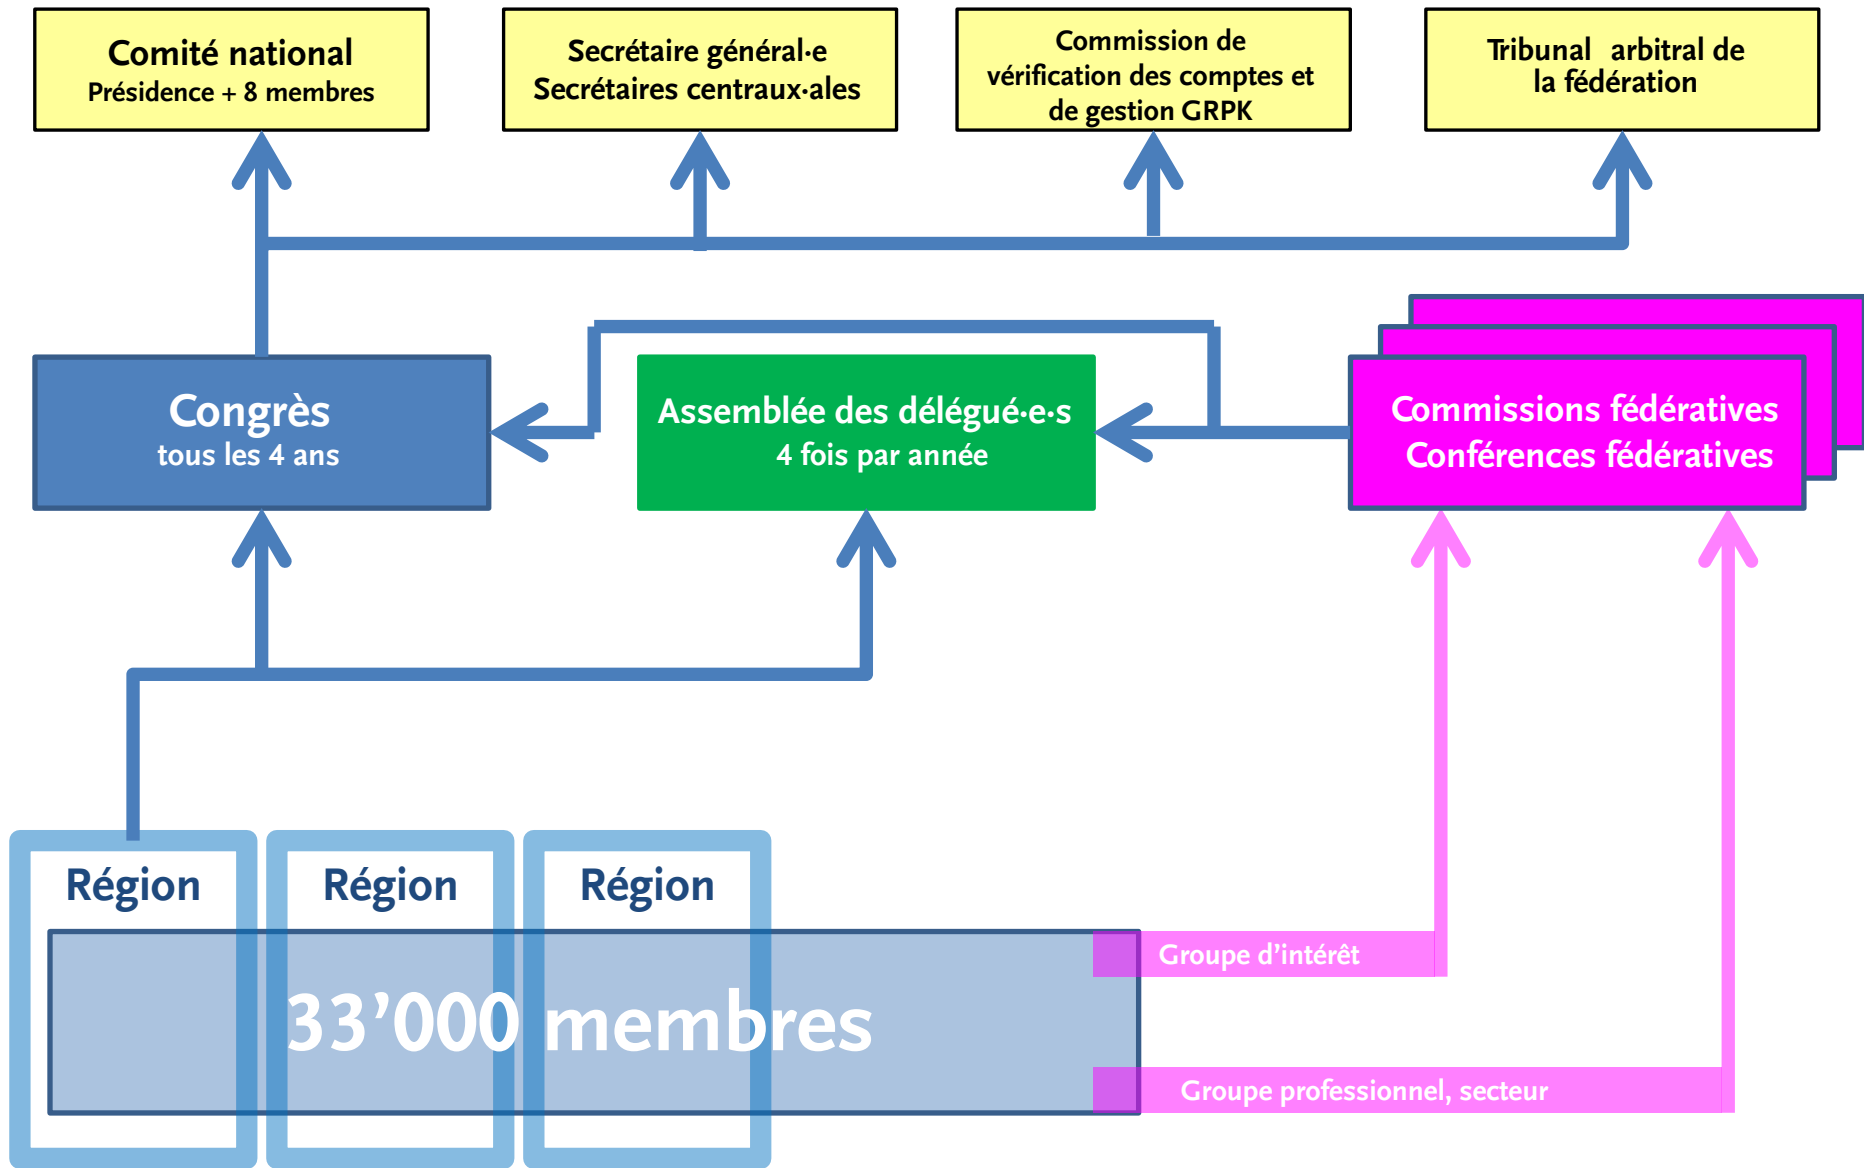 Comité national
Présidence + 8 membres
Secrétaire général·e
Secrétaires centraux·ales
Commission de
vérification des comptes et
de gestion GRPK
Tribunal arbitral de
la fédération
Congrès
tous les 4 ans
Assemblée des délégué·e·s
4 fois par année
Commissions fédératives
Conférences fédératives
Région
Région
Région
33’000 membres
Groupe d’intérêt
Groupe professionnel, secteur